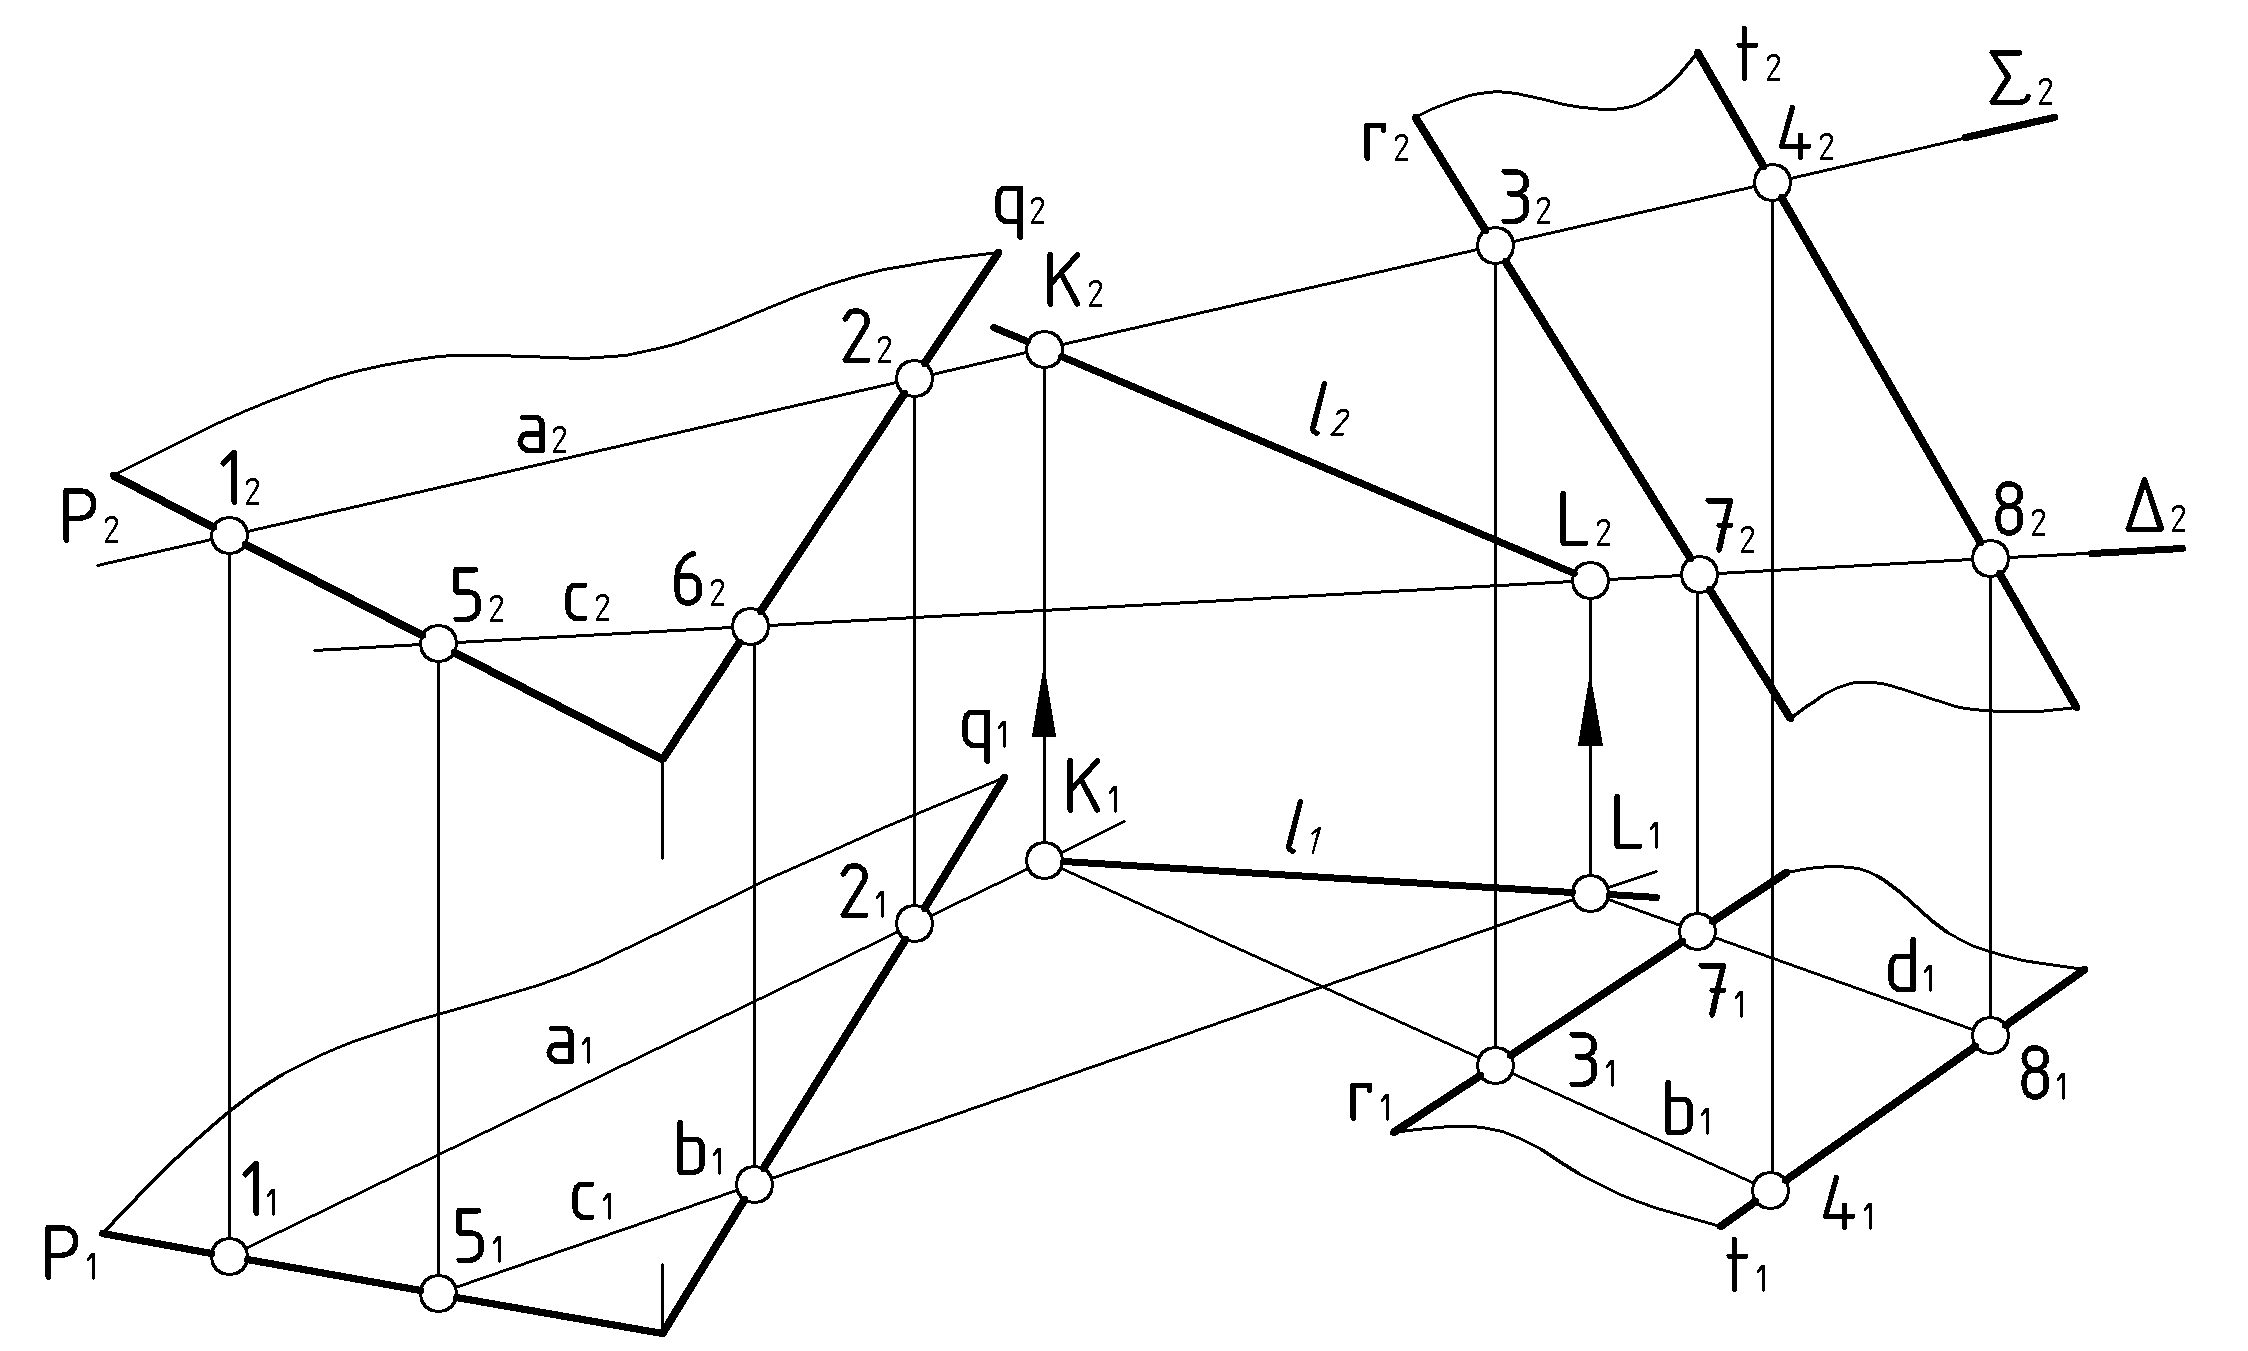 t₂
Σ₂
r₂
4₂
3₂
q₂
K₂
2₂
l₂
a₂
1₂
P₂
L₂
7₂
8₂
Δ₂
5₂
c₂
6₂
q₁
K₁
l₁
L₁
2₁
d₁
7₁
a₁
3₁
8₁
r₁
b₁
b₁
1₁
c₁
4₁
5₁
P₁
t₁